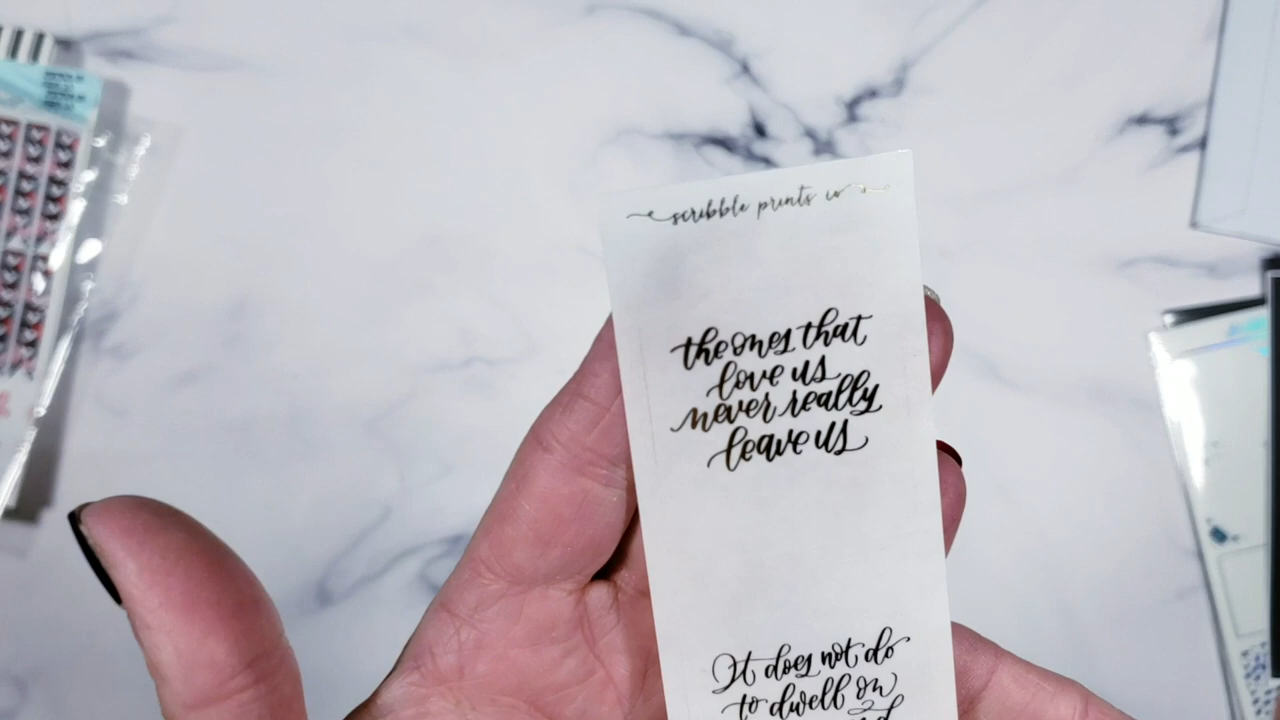 scribble prints co
the ones that
love us
never really
leave us
It does not do
to dwell on